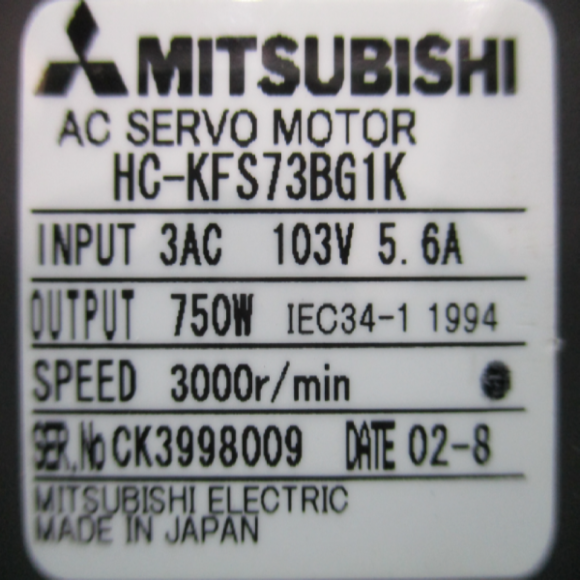 MITSUBISHI
AC SERVO MOTOR
HC-KFS73BG1K
INPUT 3AC 103V 5.6A
OUTPUT 750W IEC34-1 1994
SPEED 3000r/min
SER.No CK3998009 DATE 02-8
MITSUBISHI ELECTRIC
MADE IN JAPAN